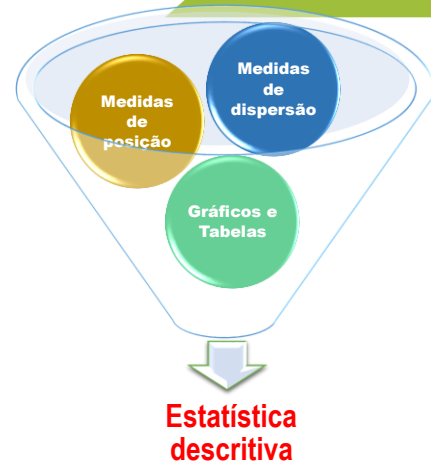 Medidas
de
posição
Medidas
de
dispersão
Gráficos e
Tabelas
Estatística
descritiva